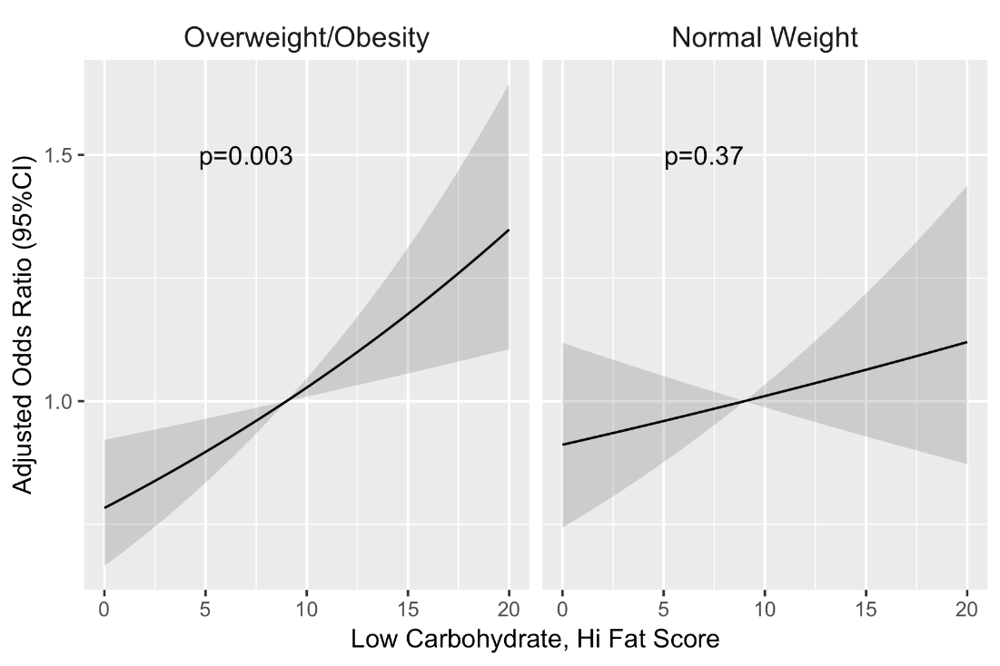 Overweight/Obesity
Normal Weight
Adjusted Odds Ratio (95%CI)
1.5
1.0
p=0.003
p=0.37
0 5 10 15 20
0 5 10 15 20
Low Carbohydrate, Hi Fat Score